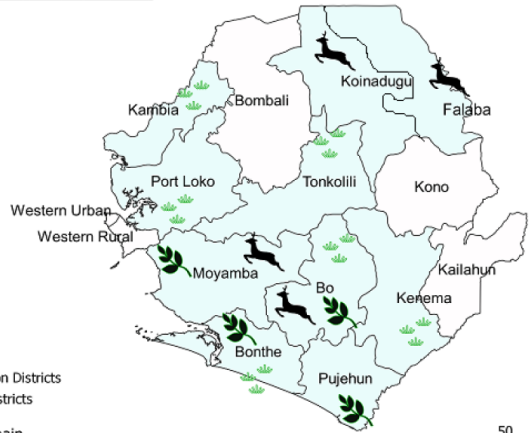 Koinadugu
Falaba
Kambia
Bombali
Port Loko
Tonkolili
Kono
Western Urban
Western Rural
Moyamba
Kailahun
Bo
Kenema
Bonthe
Pujehun
Districts
50